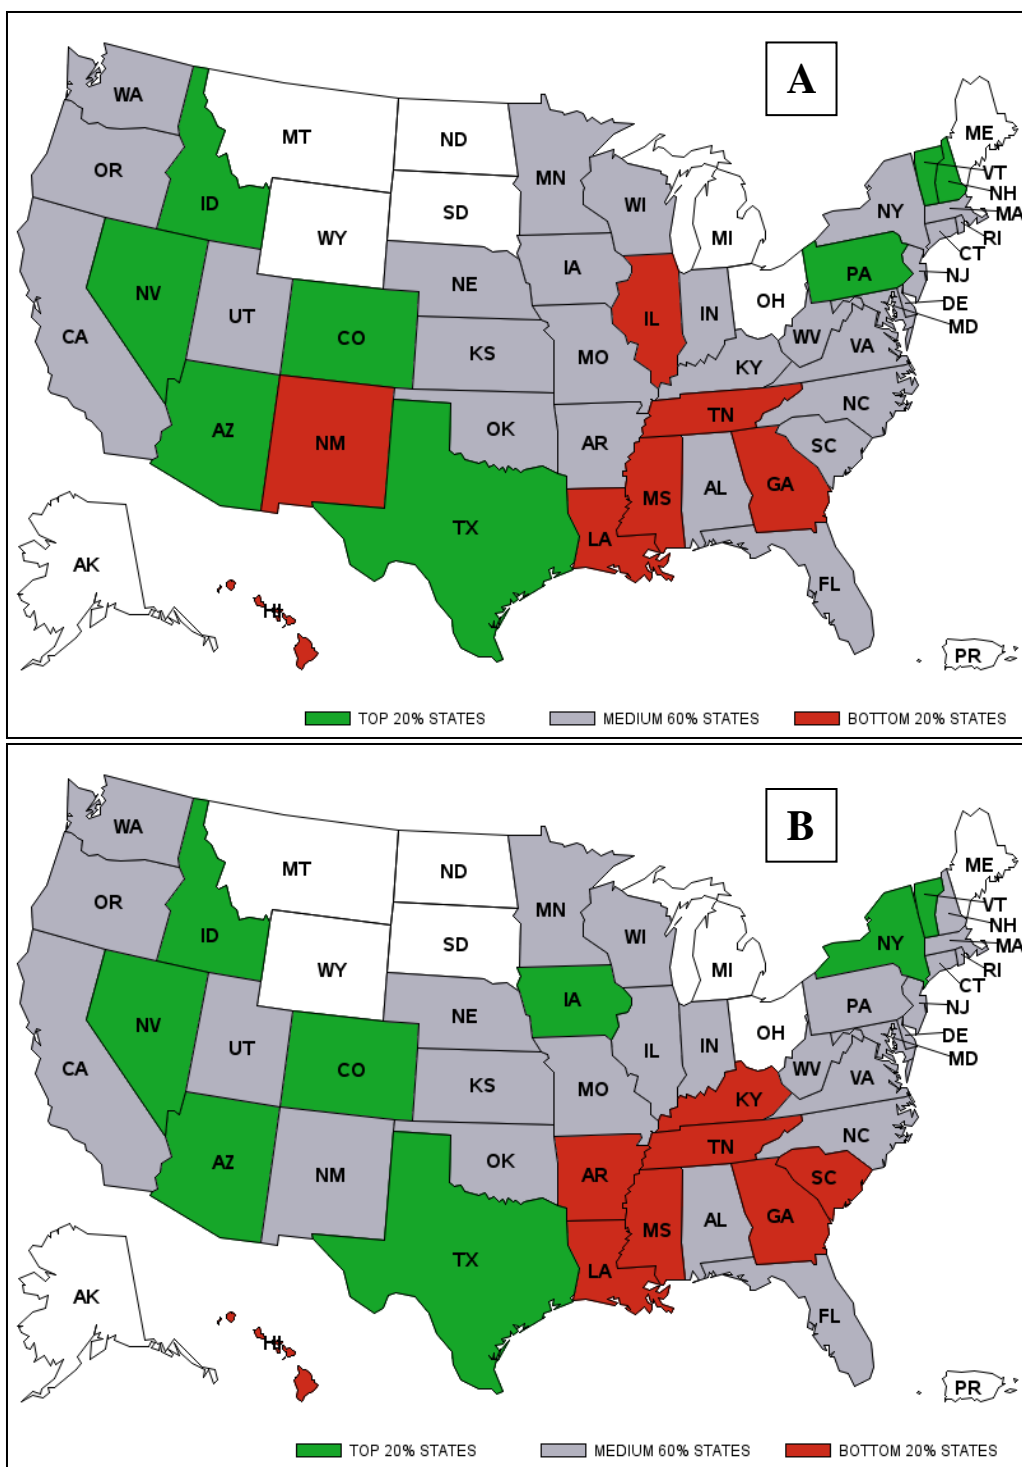 A
WA
MT
ND
ME
OR
MN
VT
ID
SD
WI
NH
NY
MA
WY
MI
RI
CT
IA
PA
NJ
NV
NE
OH
DE
UT
IL
IN
MD
CA
CO
KS
MO
WV
VA
KY
NC
AZ
NM
OK
AR
TN
SC
MS
AL
GA
TX
LA
AK
FL
HI
PR
TOP 20% STATES
MEDIUM 60% STATES
BOTTOM 20% STATES
B
WA
MT
ND
ME
OR
MN
VT
ID
SD
WI
NH
NY
MA
WY
MI
RI
CT
IA
PA
NJ
NV
NE
OH
DE
UT
IL
IN
MD
CA
CO
KS
MO
WV
VA
KY
NC
AZ
NM
OK
AR
TN
SC
MS
AL
GA
TX
LA
AK
FL
HI
PR
TOP 20% STATES
MEDIUM 60% STATES
BOTTOM 20% STATES